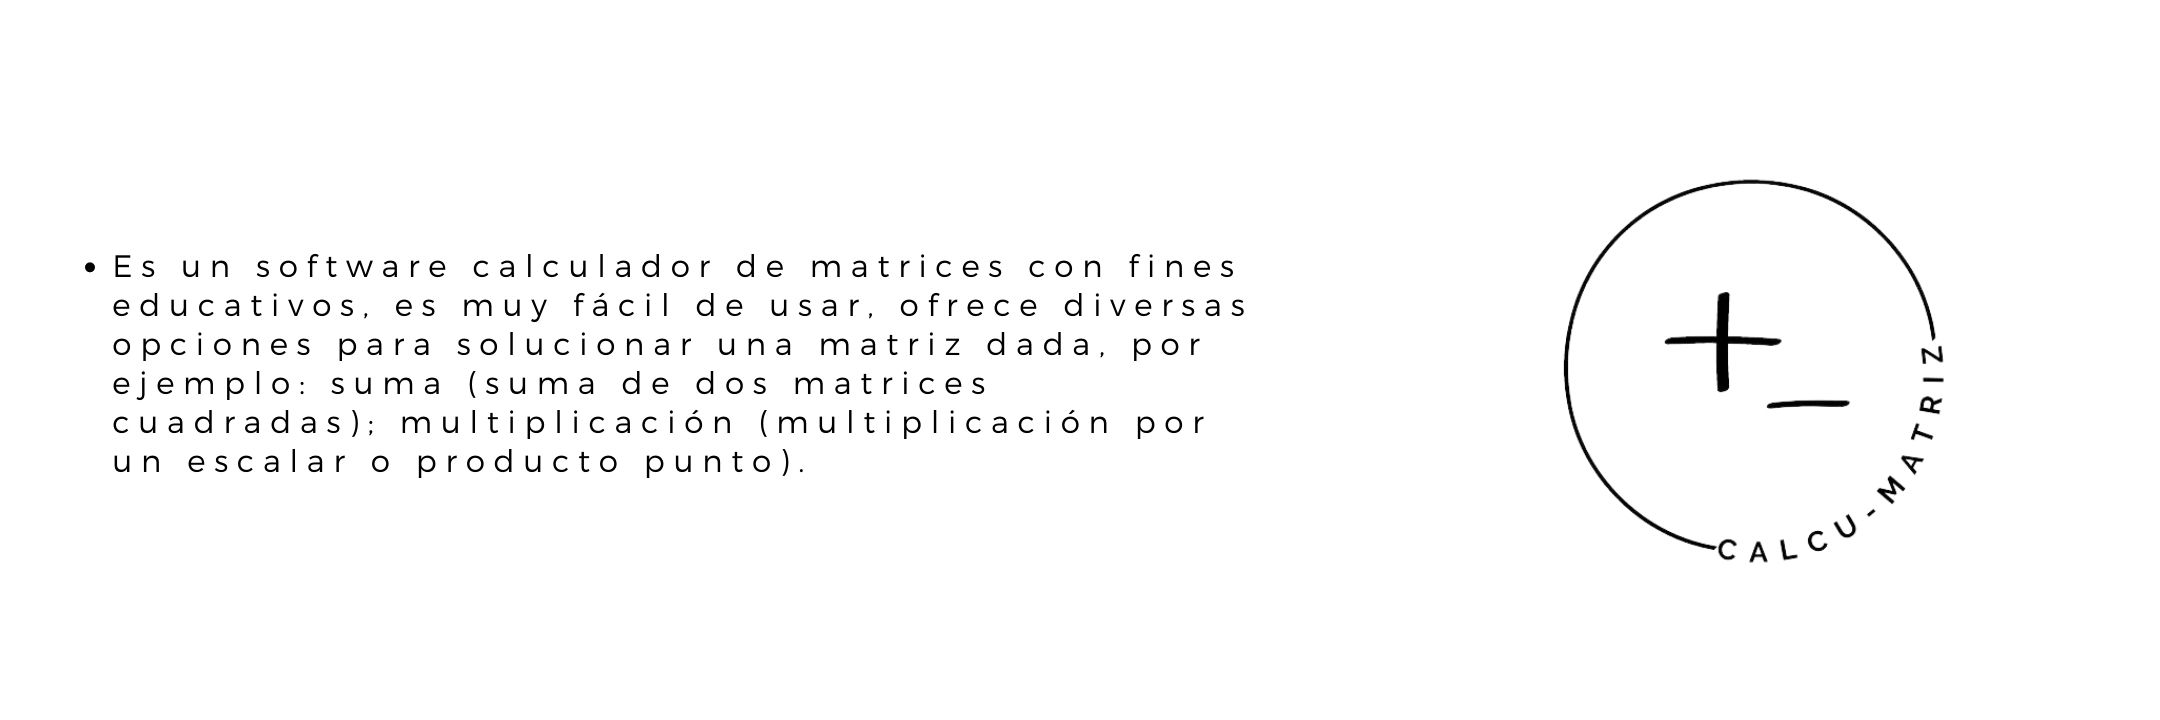 • Es un software calculador de matrices con fines
educativos, es muy fácil de usar, ofrece diversas
opciones para solucionar una matriz dada, por
ejemplo: suma (suma de dos matrices
cuadradas); multiplicación (multiplicación por
un escalar o producto punto).
+_
CALCU-MATRIZ